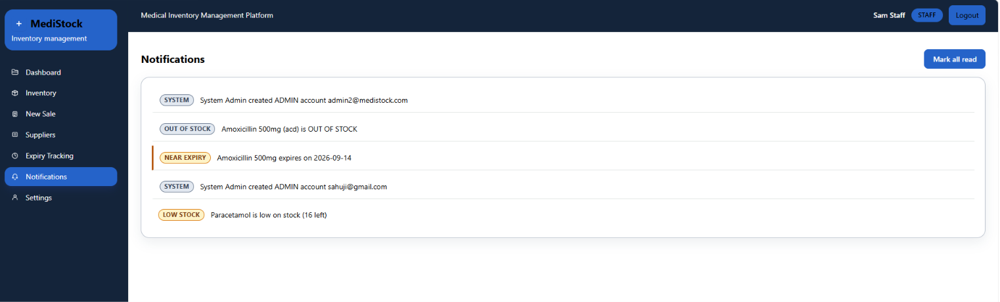 MediStock
Inventory management
Medical Inventory Management Platform
Sam Staff STAFF Logout
Dashboard
Inventory
New Sale
Suppliers
Expiry Tracking
Notifications
Settings
Notifications
Mark all read
SYSTEM System Admin created ADMIN account admin2@medistock.com
OUT OF STOCK Amoxicillin 500mg (acd) is OUT OF STOCK
NEAR EXPIRY Amoxicillin 500mg expires on 2026-09-14
SYSTEM System Admin created ADMIN account sahuji@gmail.com
LOW STOCK Paracetamol is low on stock (16 left)